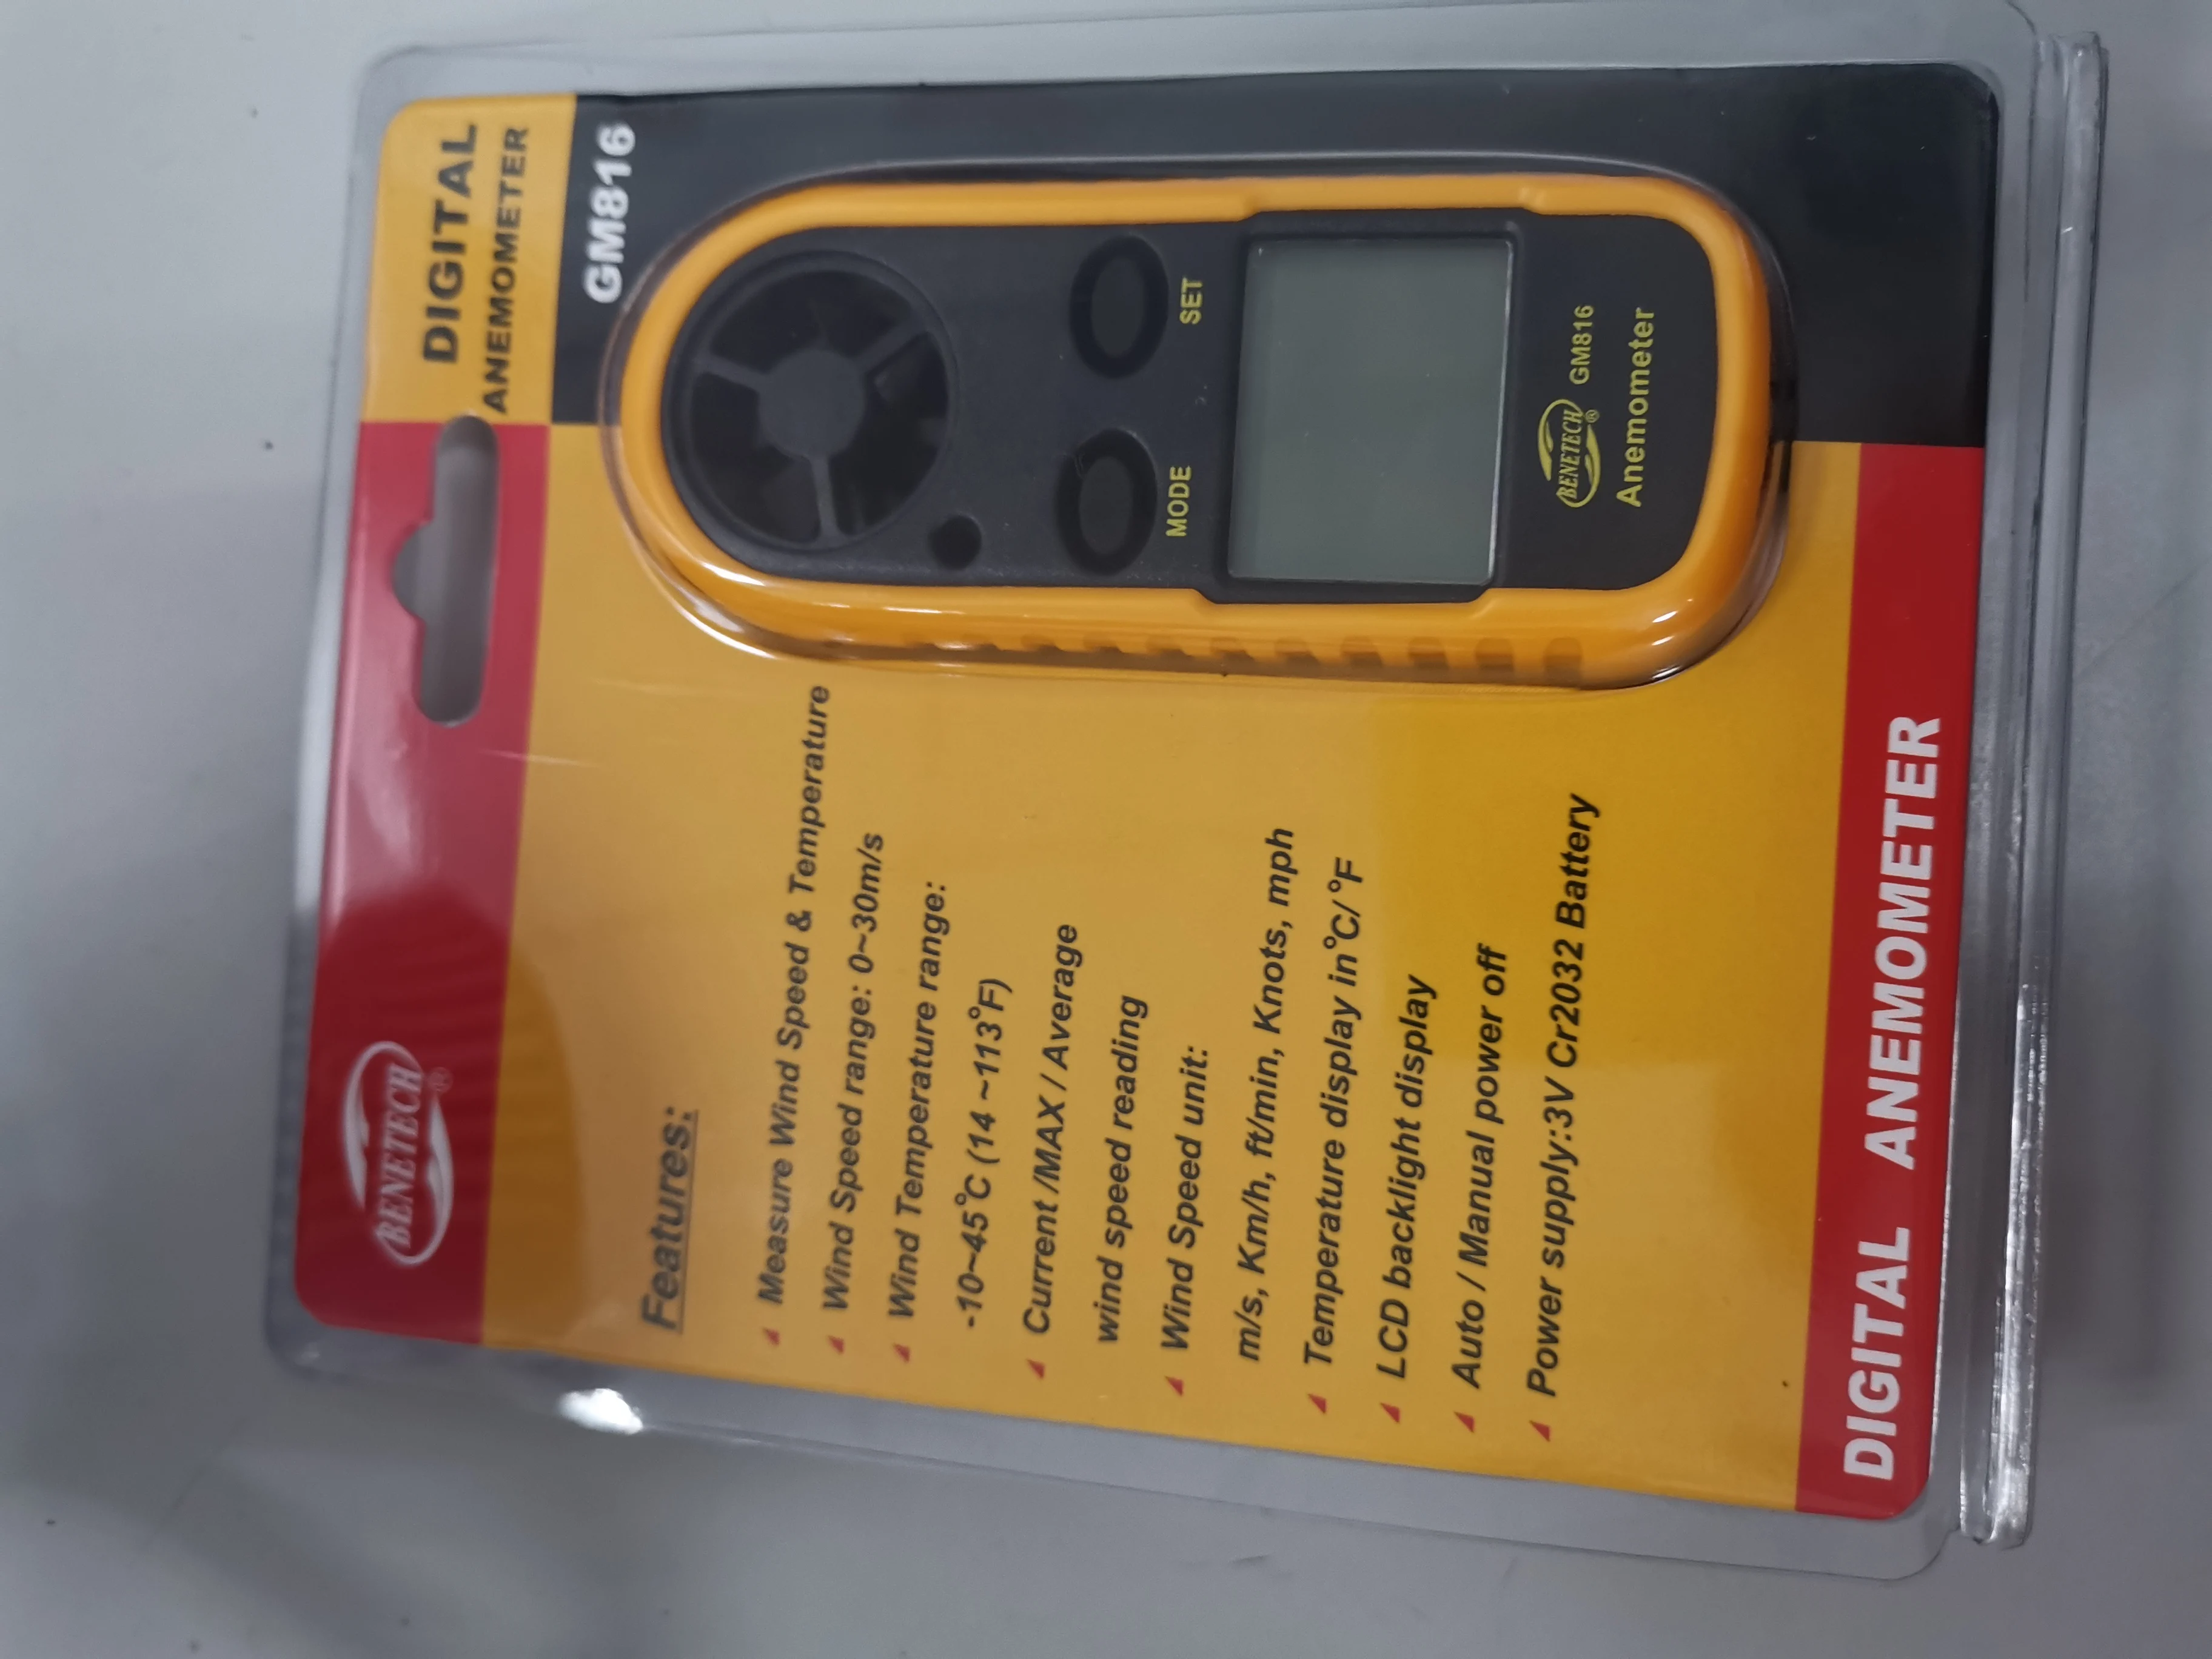 BENETECH®
DIGITAL
ANEMOMETER
GM816
Features:
Measure Wind Speed & Temperature
Wind Speed range: 0~30m/s
Wind Temperature range:
-10~45°C (14 ~113°F)
Current /MAX / Average
wind speed reading
Wind Speed unit:
m/s, Km/h, ft/min, Knots, mph
Temperature display in°C/°F
LCD backlight display
Auto / Manual power off
Power supply:3V Cr2032 Battery
MODE SET
BENETECH® GM816
Anemometer
DIGITAL ANEMOMETER